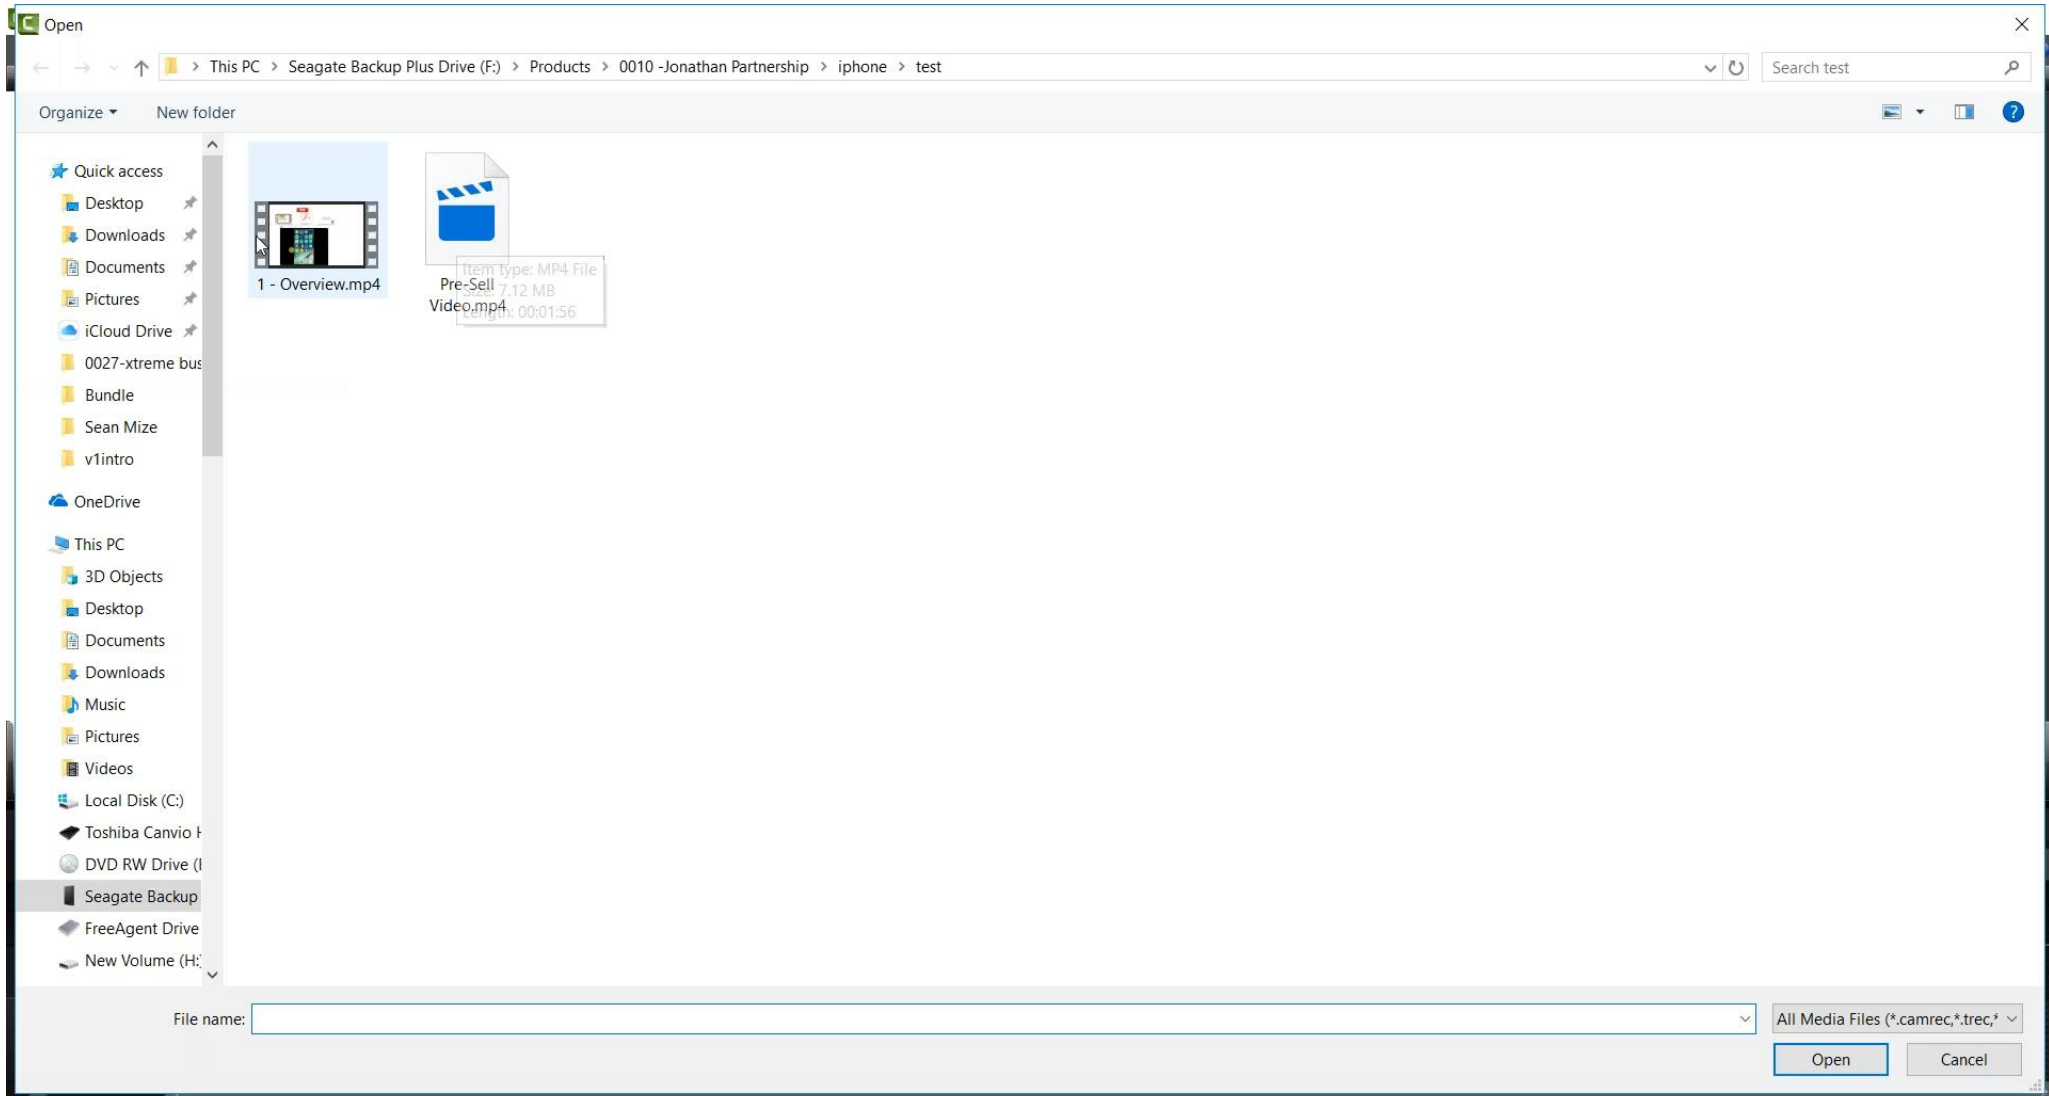 Open
This PC > Seagate Backup Plus Drive (F:) > Products > 0010 -Jonathan Partnership > iphone > test
Search test
Organize
New folder
Quick access
Desktop
Downloads
Documents
Pictures
iCloud Drive
0027-xtreme bus
Bundle
Sean Mize
v1intro
OneDrive
This PC
3D Objects
Desktop
Documents
Downloads
Music
Pictures
Videos
Local Disk (C:)
Toshiba Canvio H
DVD RW Drive (E
Seagate Backup
FreeAgent Drive
New Volume (H:)
1 - Overview.mp4
Pre-Sell
Video.mp4
Item type: MP4 File
Size: 7.12 MB
Length: 00:01:56
File name:
All Media Files (*.camrec,*.trec,*
Open
Cancel